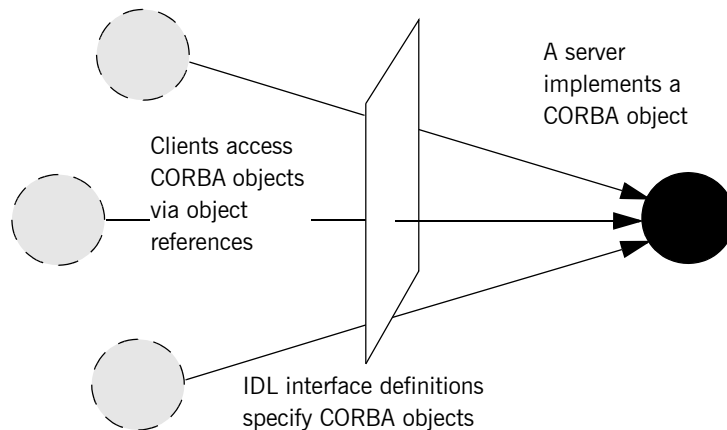 A server
implements a
CORBA object
Clients access
CORBA objects
via object
references
IDL interface definitions
specify CORBA objects